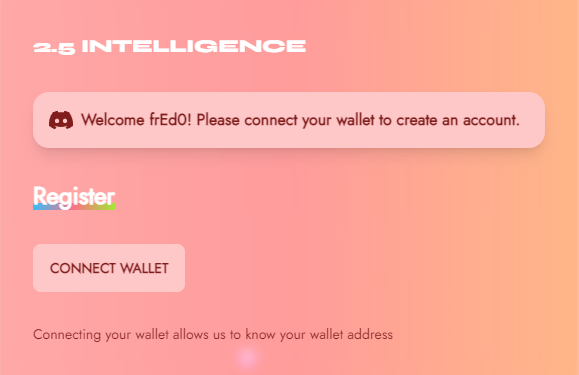 2.5 INTELLIGENCE
Welcome frEd0! Please connect your wallet to create an account.
Register
CONNECT WALLET
Connecting your wallet allows us to know your wallet address